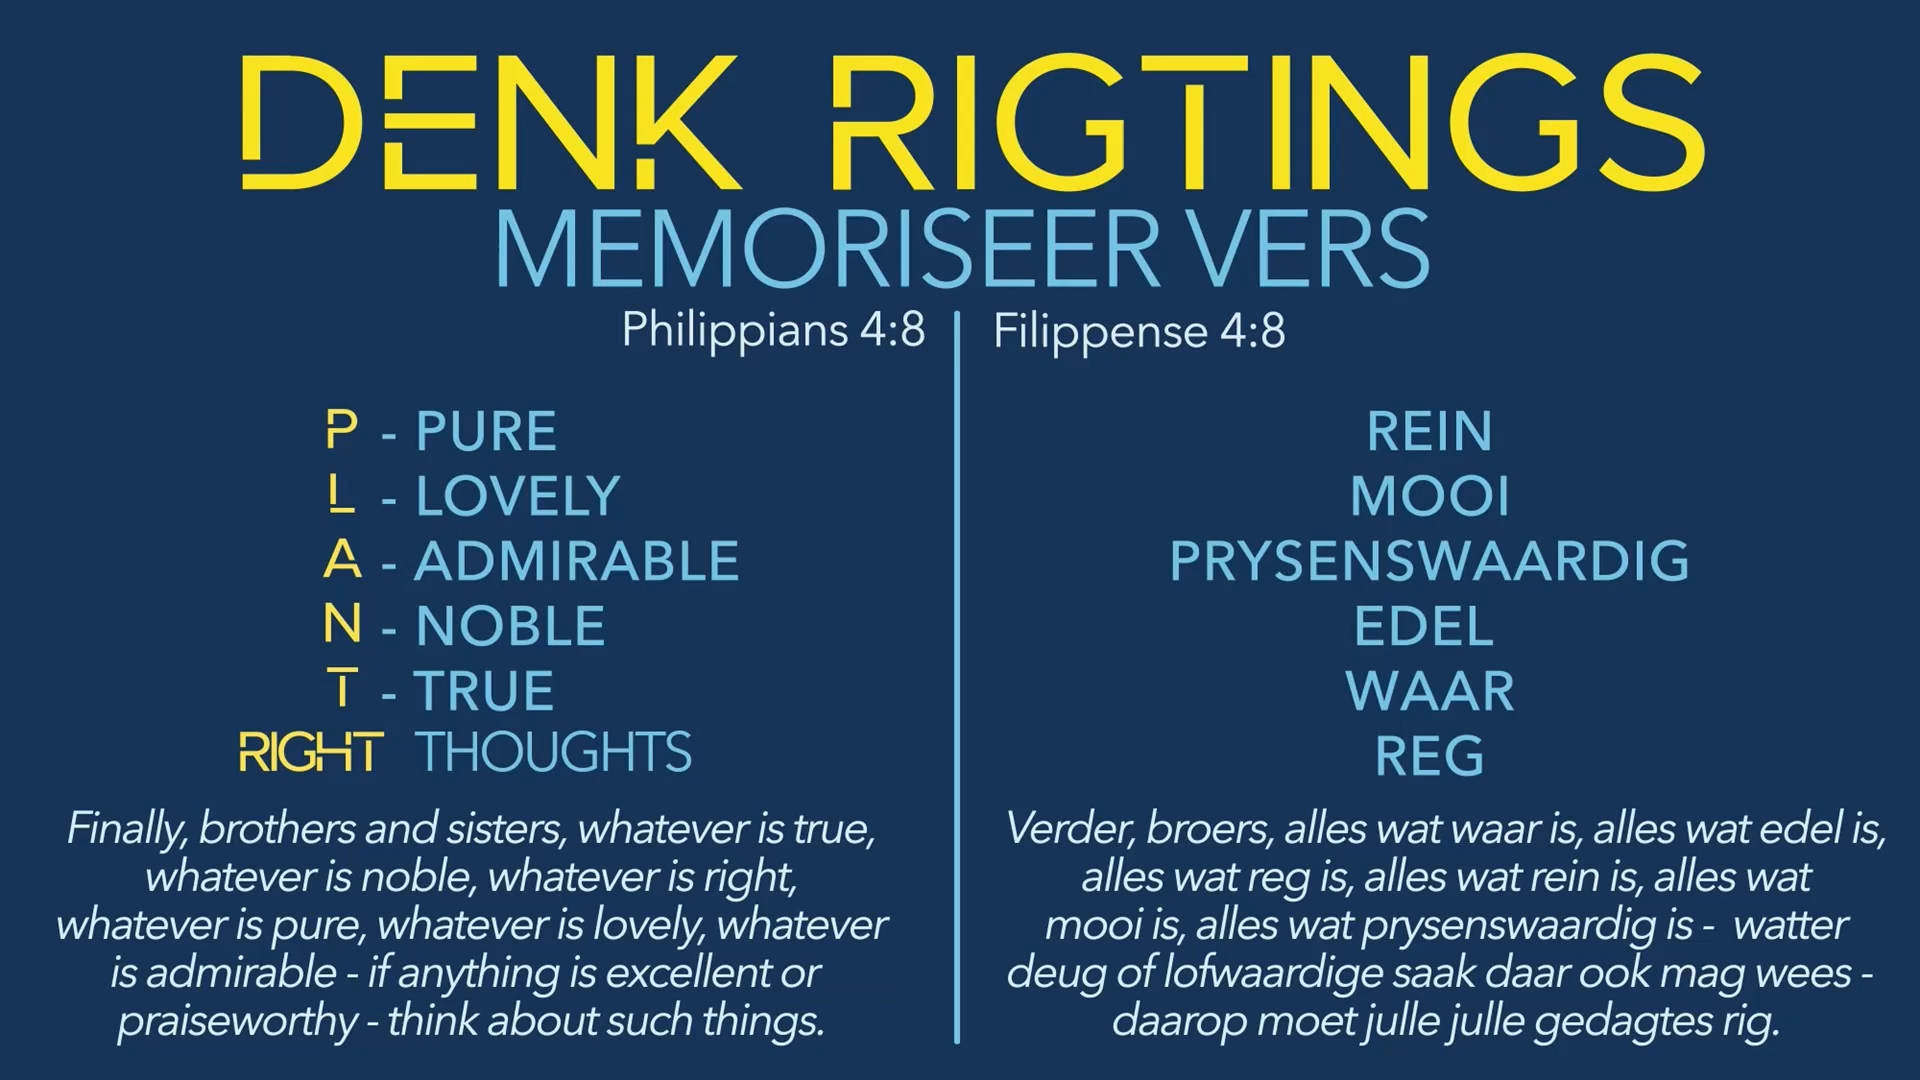 DENK RIGTINGS
MEMORISEER VERS
Philippians 4:8
P - PURE
L - LOVELY
A - ADMIRABLE
N - NOBLE
T - TRUE
RIGHT THOUGHTS
Finally, brothers and sisters, whatever is true,
whatever is noble, whatever is right,
whatever is pure, whatever is lovely, whatever
is admirable - if anything is excellent or
praiseworthy - think about such things.
Filippense 4:8
REIN
MOOI
PRYSENSWAARDIG
EDEL
WAAR
REG
Verder, broers, alles wat waar is, alles wat edel is,
alles wat reg is, alles wat rein is, alles wat
mooi is, alles wat prysenswaardig is - watter
deug of lofwaardige saak daar ook mag wees -
daarop moet julle julle gedagtes rig.